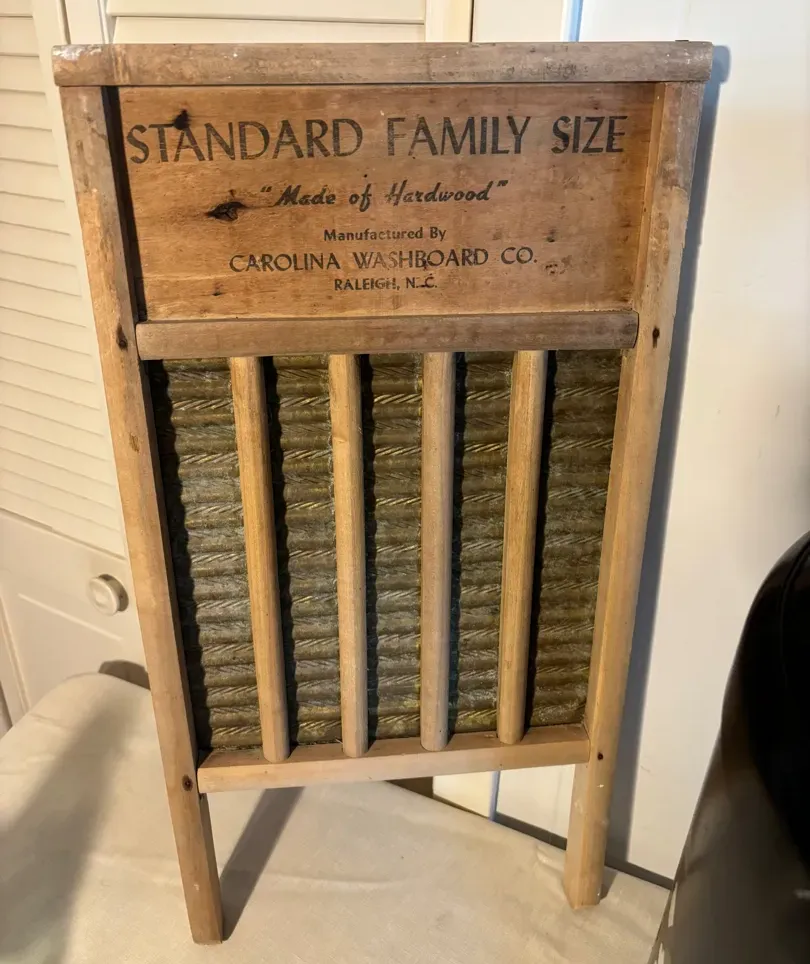 STANDARD FAMILY SIZE
"Made of Hardwood"
Manufactured By
CAROLINA WASHBOARD CO.
RALEIGH, N.C.